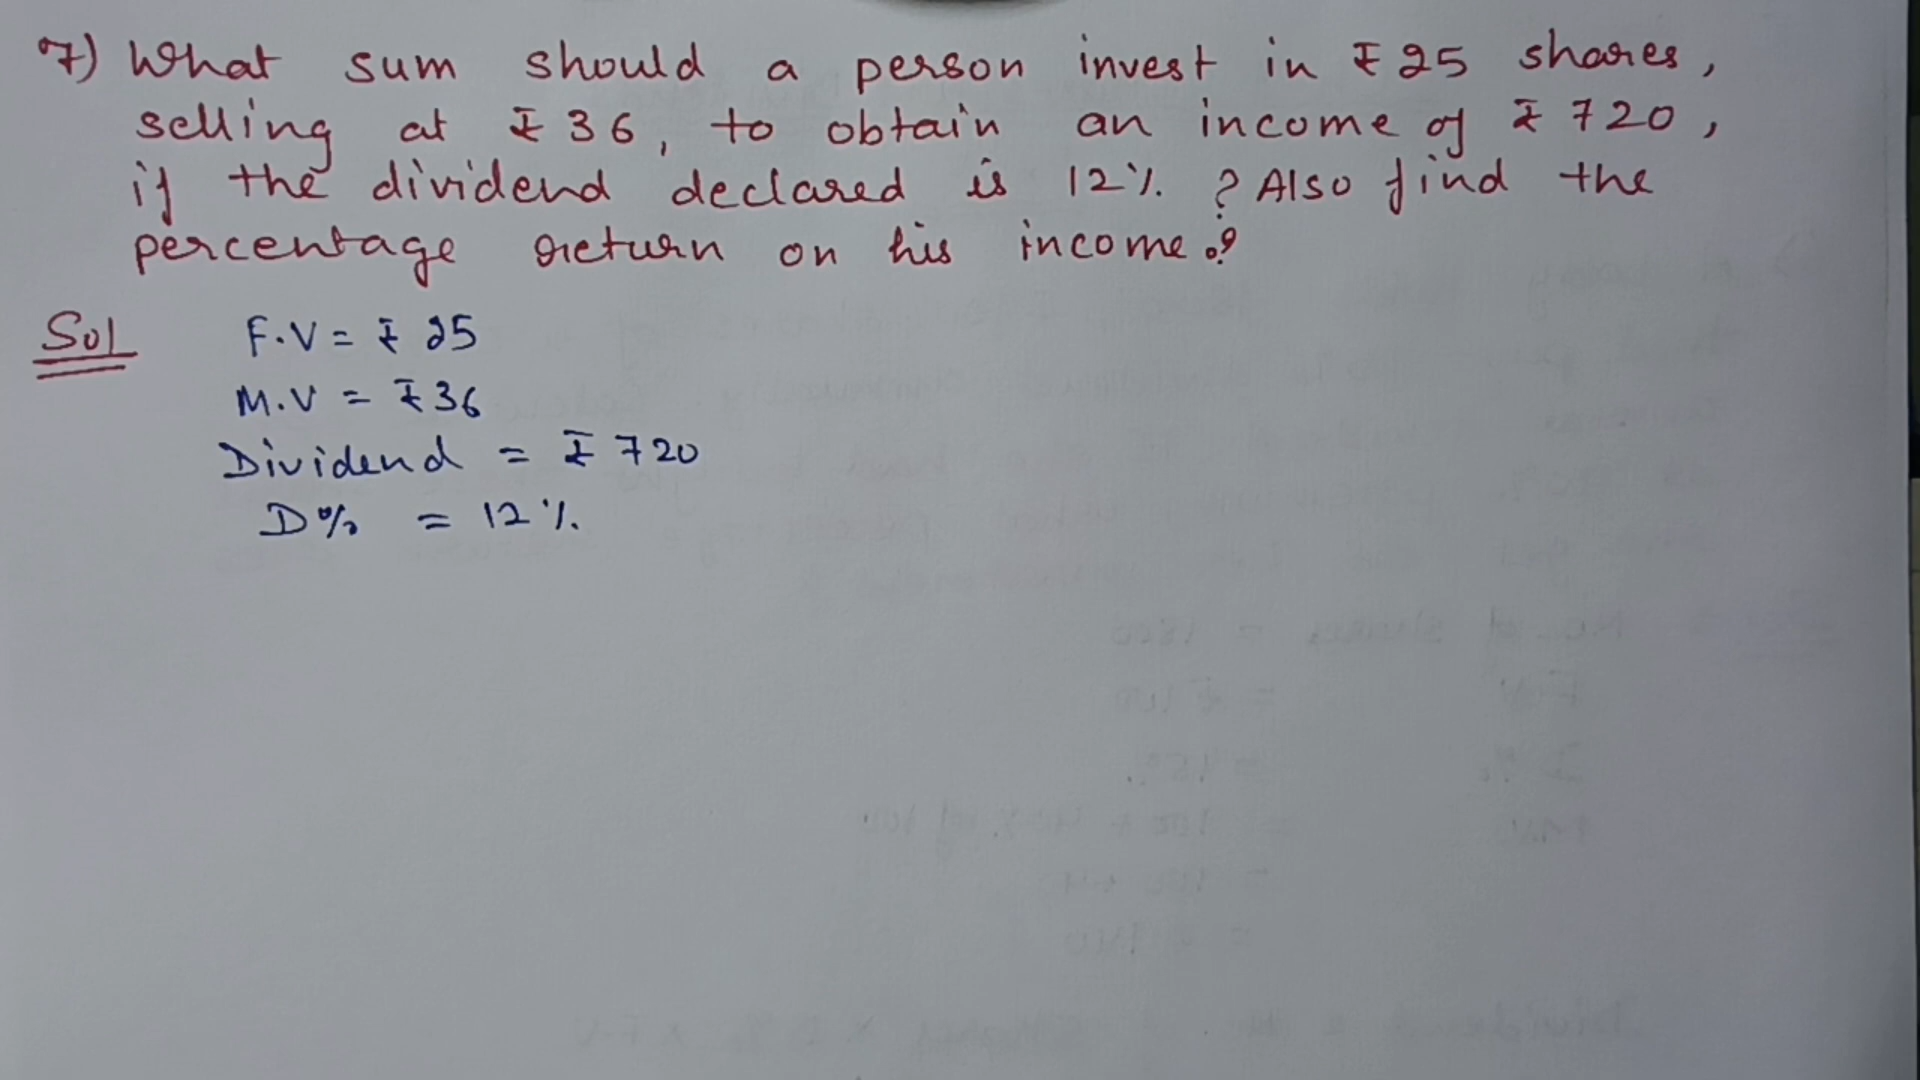 7) What sum should a person invest in ₹25 shares,
selling at ₹36, to obtain an income of ₹720,
if the dividend declared is 12%. ? Also find the
percentage return on his income.?
Sol
F.V = ₹25
M.V = ₹36
Dividend = ₹720
D% = 12%.